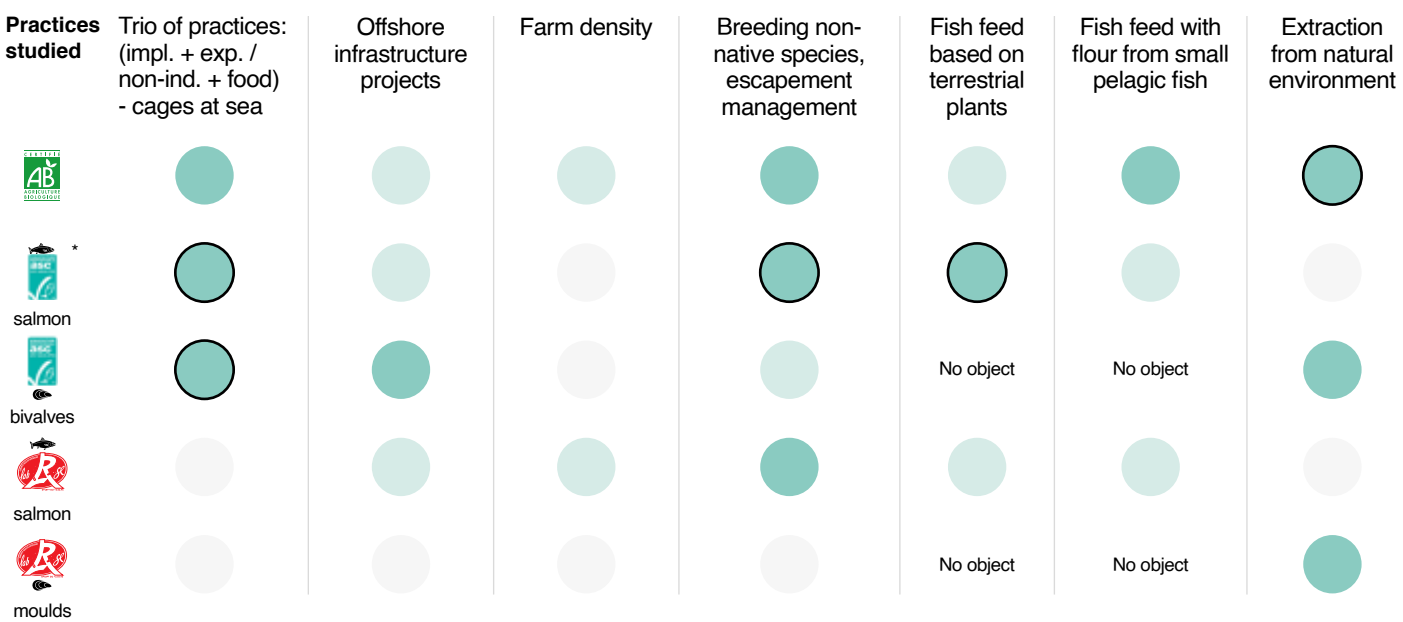 Practices
studied
Trio of practices:
(impl. + exp. /
non-ind. + food)
- cages at sea
Offshore
infrastructure
projects
Farm density
Breeding non-
native species,
escapement
management
Fish feed
based on
terrestrial
plants
Fish feed with
flour from small
pelagic fish
Extraction
from natural
environment
CERTIFIÉ
AB
AGRICULTURE
BIOLOGIQUE
*
asc
salmon
asc
bivalves
No object
No object
salmon
moulds
No object
No object